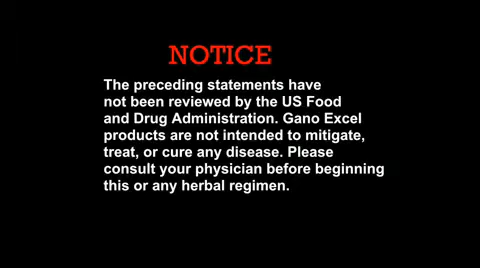 NOTICE
The preceding statements have
not been reviewed by the US Food
and Drug Administration. Gano Excel
products are not intended to mitigate,
treat, or cure any disease. Please
consult your physician before beginning
this or any herbal regimen.